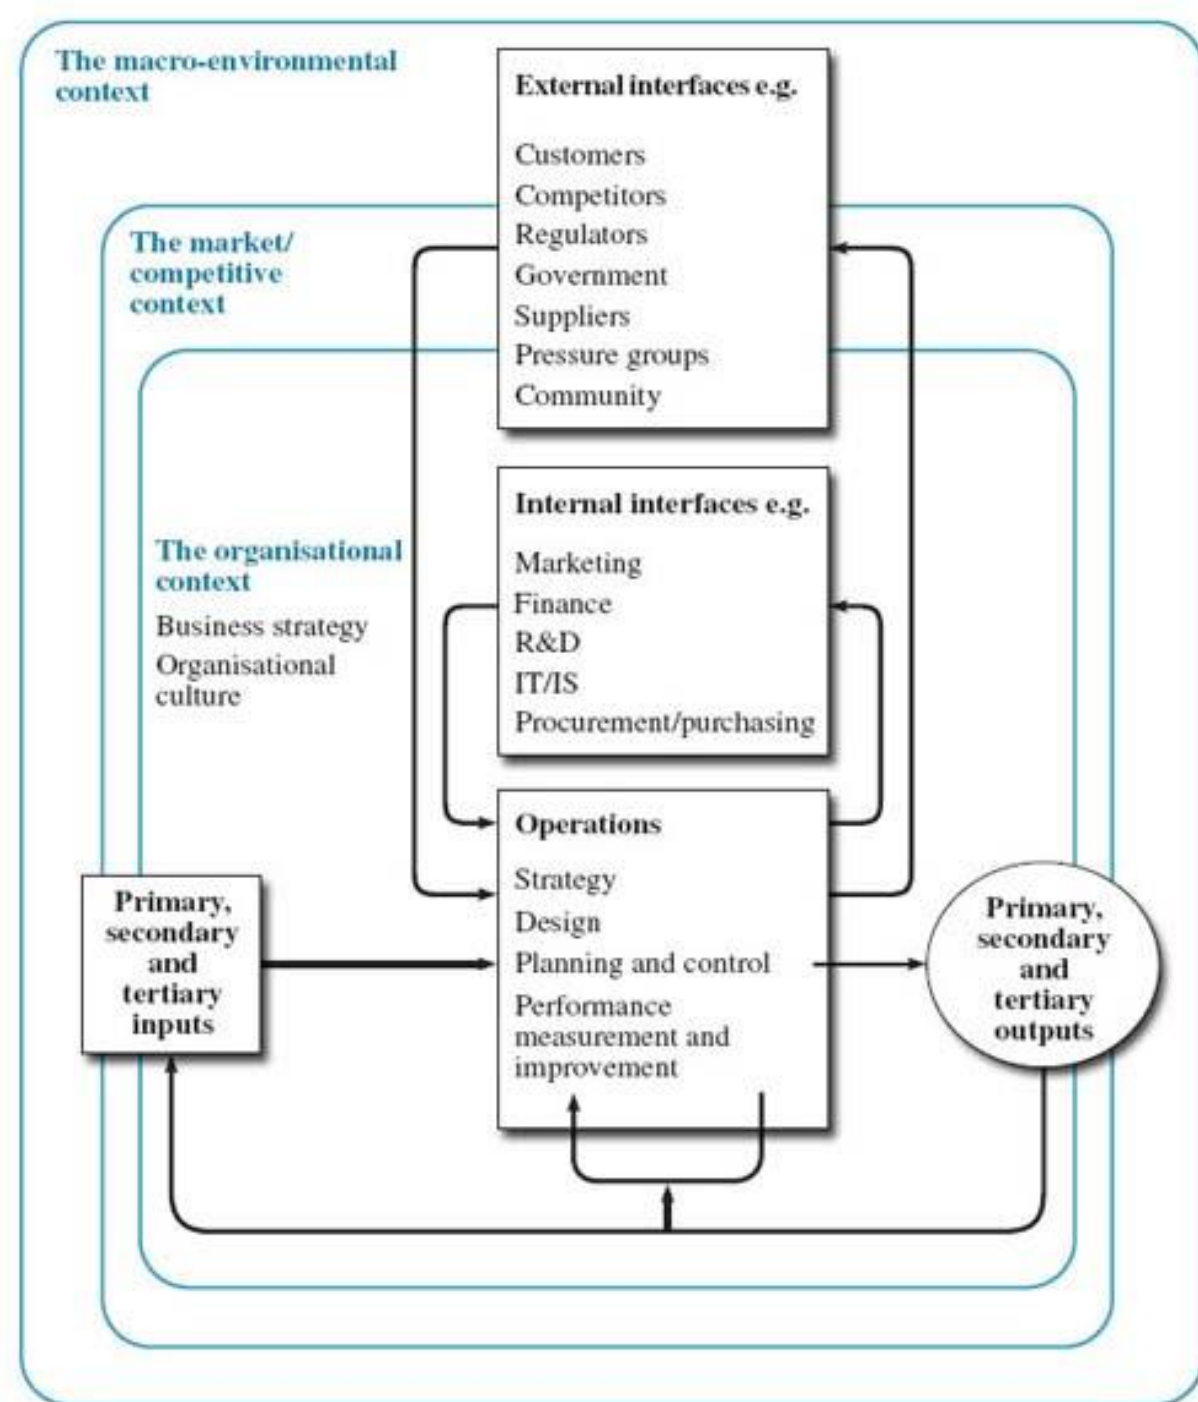 The macro-environmental
context
External interfaces e.g.
Customers
Competitors
Regulators
Government
Suppliers
Pressure groups
Community
The market/
competitive
context
Internal interfaces e.g.
Marketing
Finance
R&D
IT/IS
Procurement/purchasing
The organisational
context
Business strategy
Organisational
culture
Operations
Strategy
Design
Planning and control
Performance
measurement and
improvement
Primary,
secondary
and
tertiary
inputs
Primary,
secondary
and
tertiary
outputs